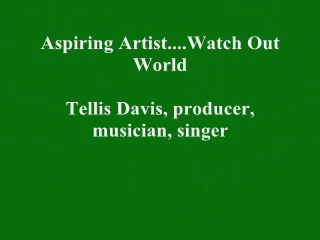 Aspiring Artist....Watch Out
World
Tellis Davis, producer,
musician, singer